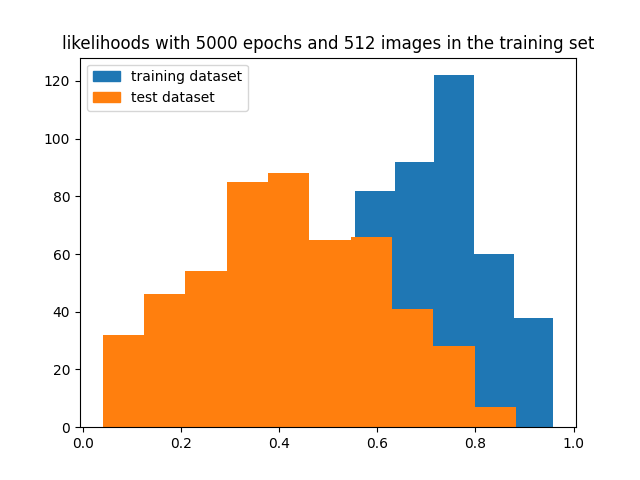 likelihoods with 5000 epochs and 512 images in the training set
training dataset
test dataset
120
100
80
60
40
20
0
0.0 0.2 0.4 0.6 0.8 1.0